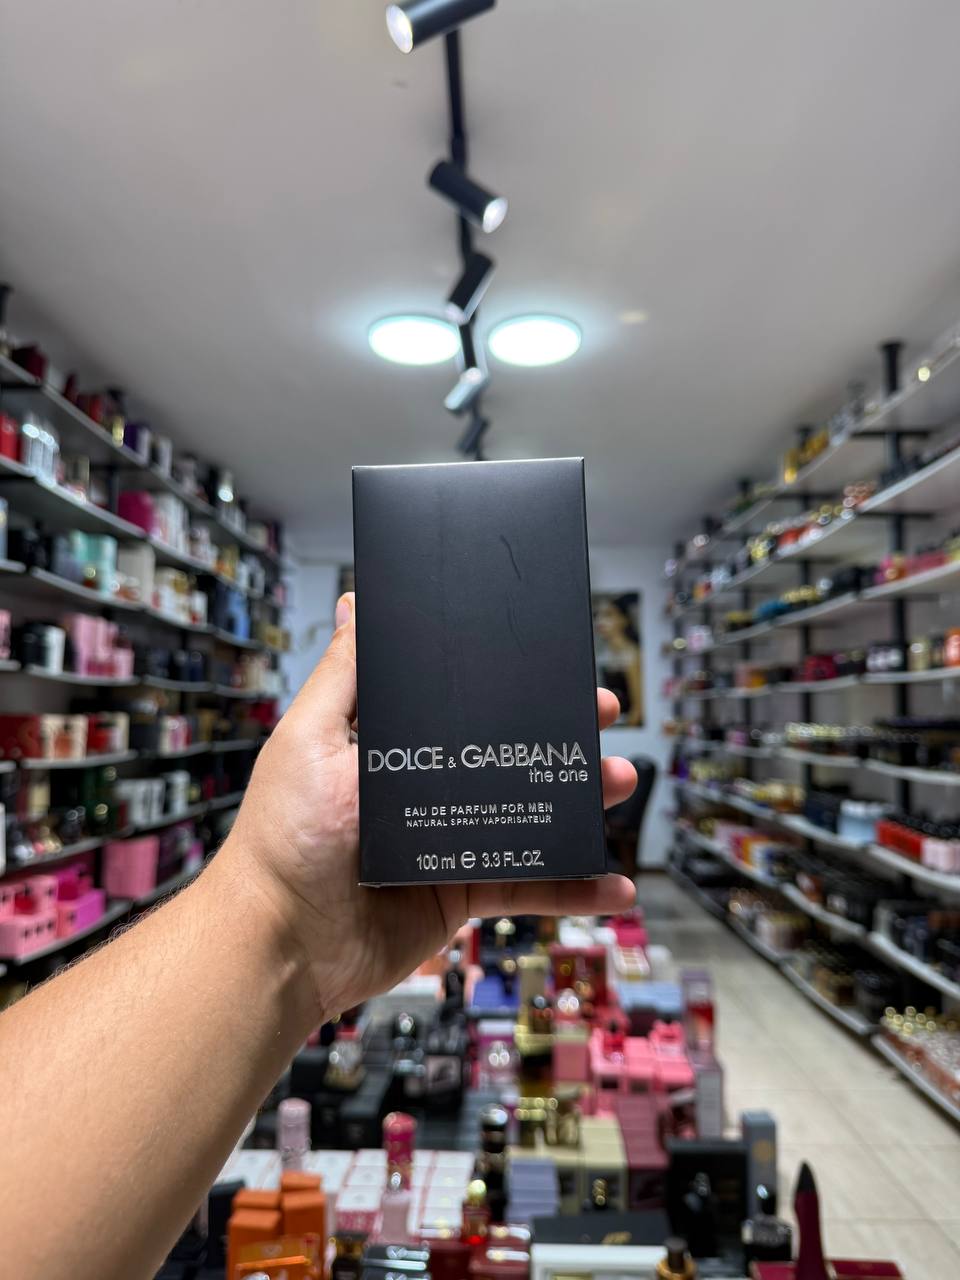 DOLCE & GABBANA
the one
EAU DE PARFUM FOR MEN
NATURAL SPRAY VAPORISATEUR
100 ml ℮ 3.3 FL.OZ.